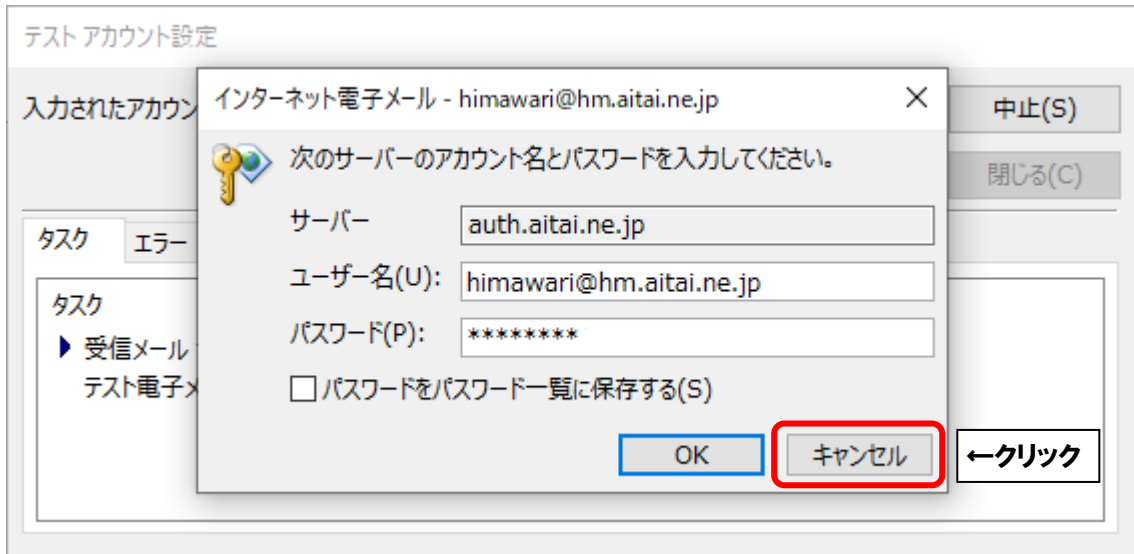 テスト アカウント設定
入力されたアカウン
中止(S)
閉じる(C)
インターネット電子メール - himawari@hm.aitai.ne.jp
次のサーバーのアカウント名とパスワードを入力してください。
サーバー
auth.aitai.ne.jp
ユーザー名(U):
himawari@hm.aitai.ne.jp
パスワード(P):
********
パスワードをパスワード一覧に保存する(S)
OK
キャンセル
←クリック
タスク
エラー
タスク
受信メール
テスト電子メ